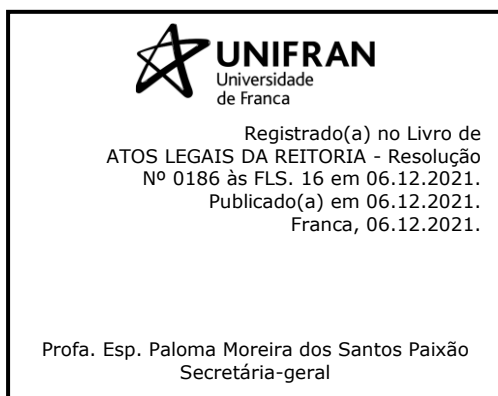 UNIFRAN
Universidade
de Franca
Registrado(a) no Livro de
ATOS LEGAIS DA REITORIA - Resolução
Nº 0186 às FLS. 16 em 06.12.2021.
Publicado(a) em 06.12.2021.
Franca, 06.12.2021.
Profa. Esp. Paloma Moreira dos Santos Paixão
Secretária-geral